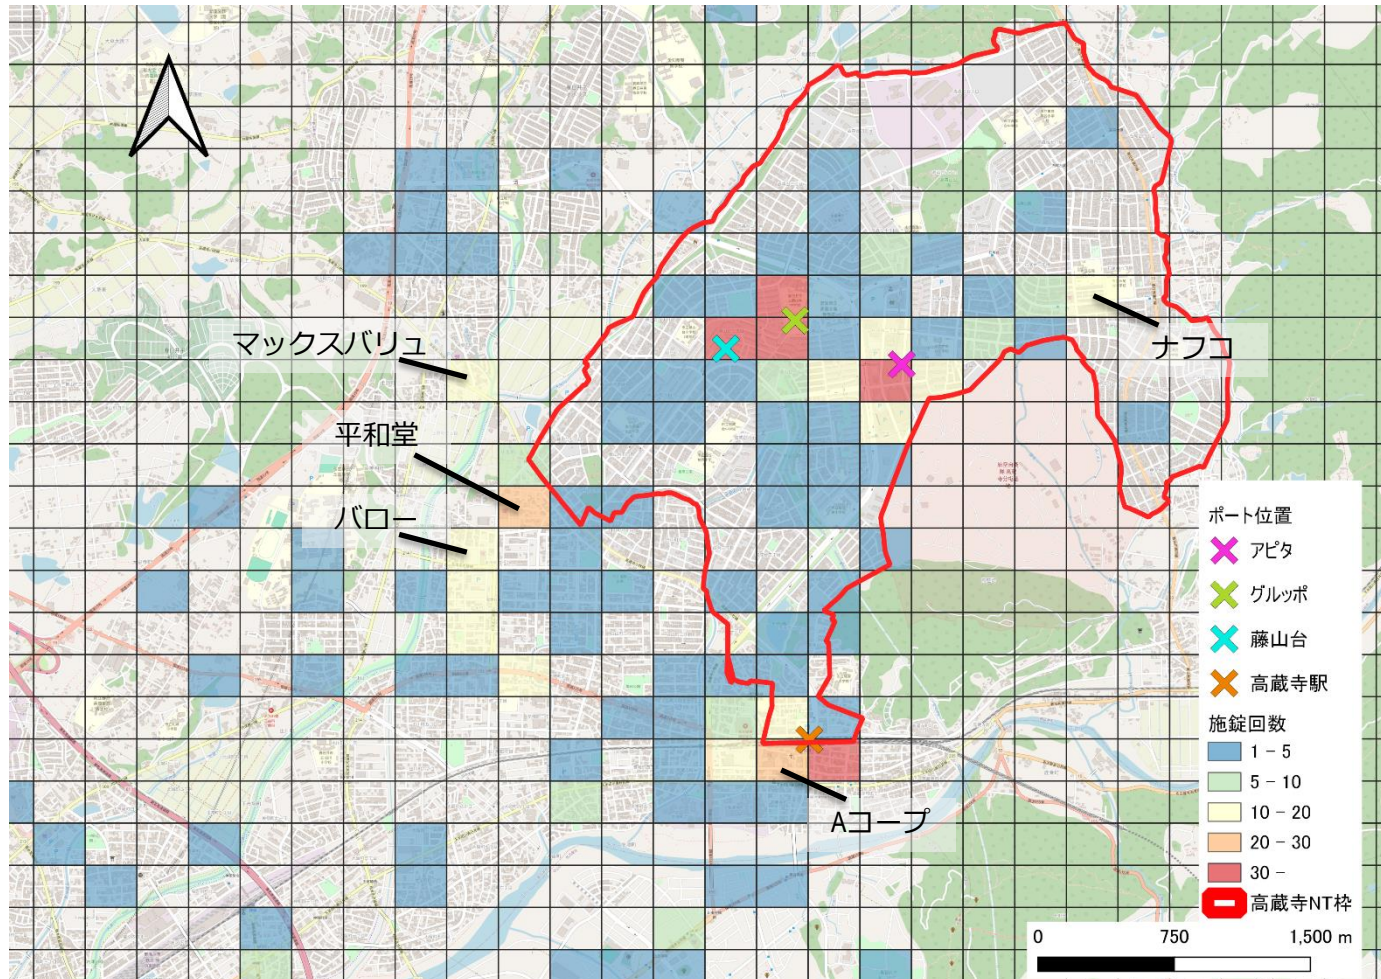 マックスバリュ
ナフコ
平和堂
バロー
Aコープ
ポート位置
アピタ
グルッポ
藤山台
高蔵寺駅
施錠回数
1 - 5
5 - 10
10 - 20
20 - 30
30 -
高蔵寺NT枠
0 750 1,500 m